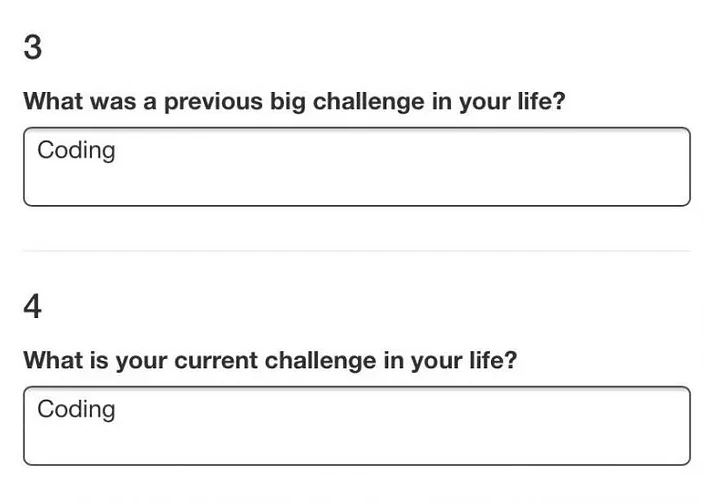 3
What was a previous big challenge in your life?
Coding
4
What is your current challenge in your life?
Coding